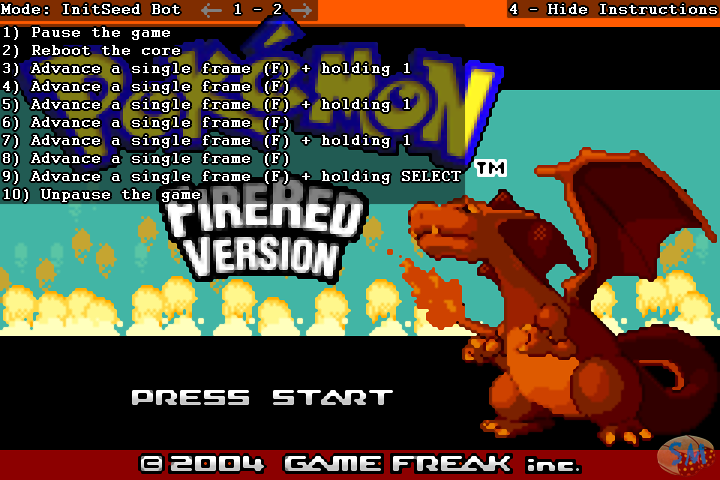 Mode: InitSeed Bot ← 1 - 2 → 4 - Hide Instructions
1) Pause the game
2) Reboot the core
3) Advance a single frame (F) + holding 1
4) Advance a single frame (F)
5) Advance a single frame (F) + holding 1
6) Advance a single frame (F)
7) Advance a single frame (F) + holding 1
8) Advance a single frame (F)
9) Advance a single frame (F) + holding SELECT
10) Unpause the game
POKéMON
TM
FIRERED
VERSION
PRESS START
©2004 GAME FREAK inc.
SM